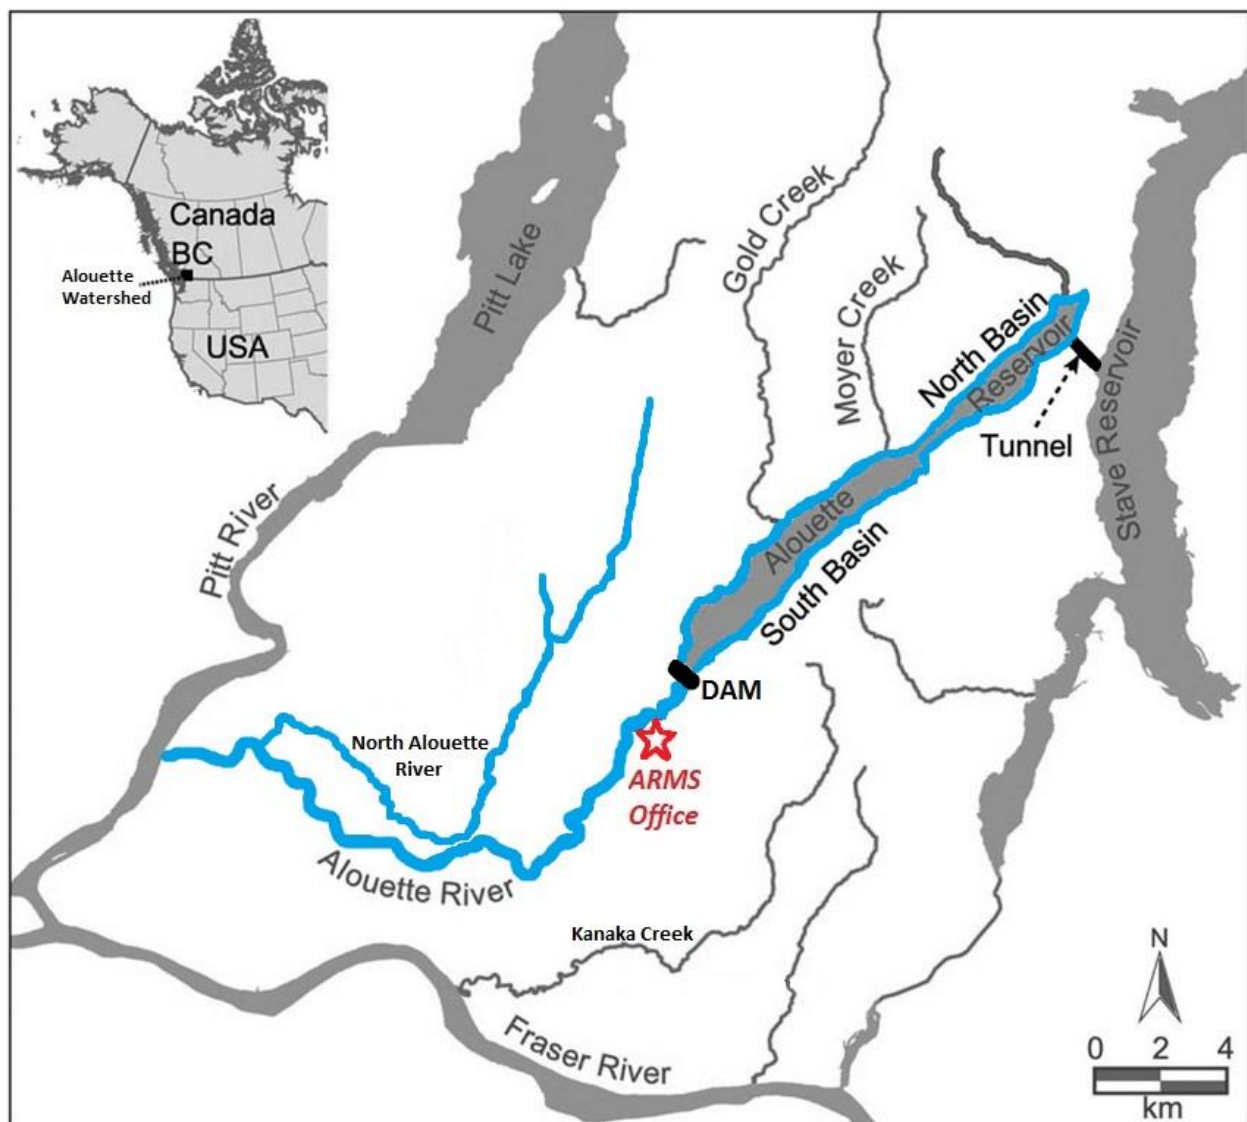 Canada
BC
Alouette
Watershed
USA
Pitt Lake
Gold Creek
Moyer Creek
North Basin
Reservoir
Tunnel
Stave Reservoir
Pitt River
Alouette
South Basin
DAM
North Alouette
River
ARMS
Office
Alouette River
Kanaka Creek
Fraser River
N
0 2 4
km